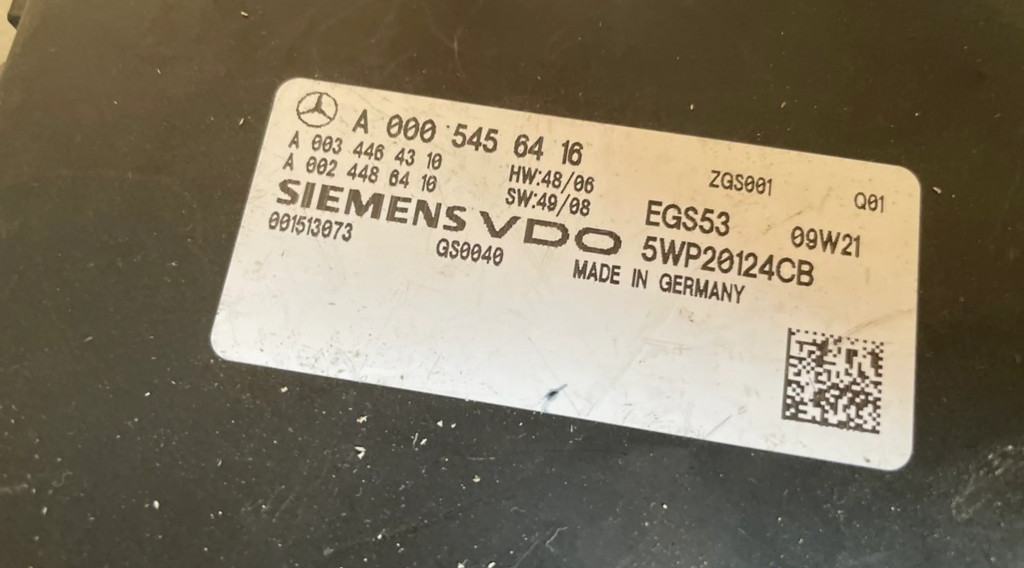 A 000 545 64 16
A 003 446 43 10
A 002 448 64 10
HW:48/06
SW:49/08
ZGS001
Q01
SIEMENS VDO
EGS53
09W21
5WP20124CB
001513073
GS0040
MADE IN GERMANY